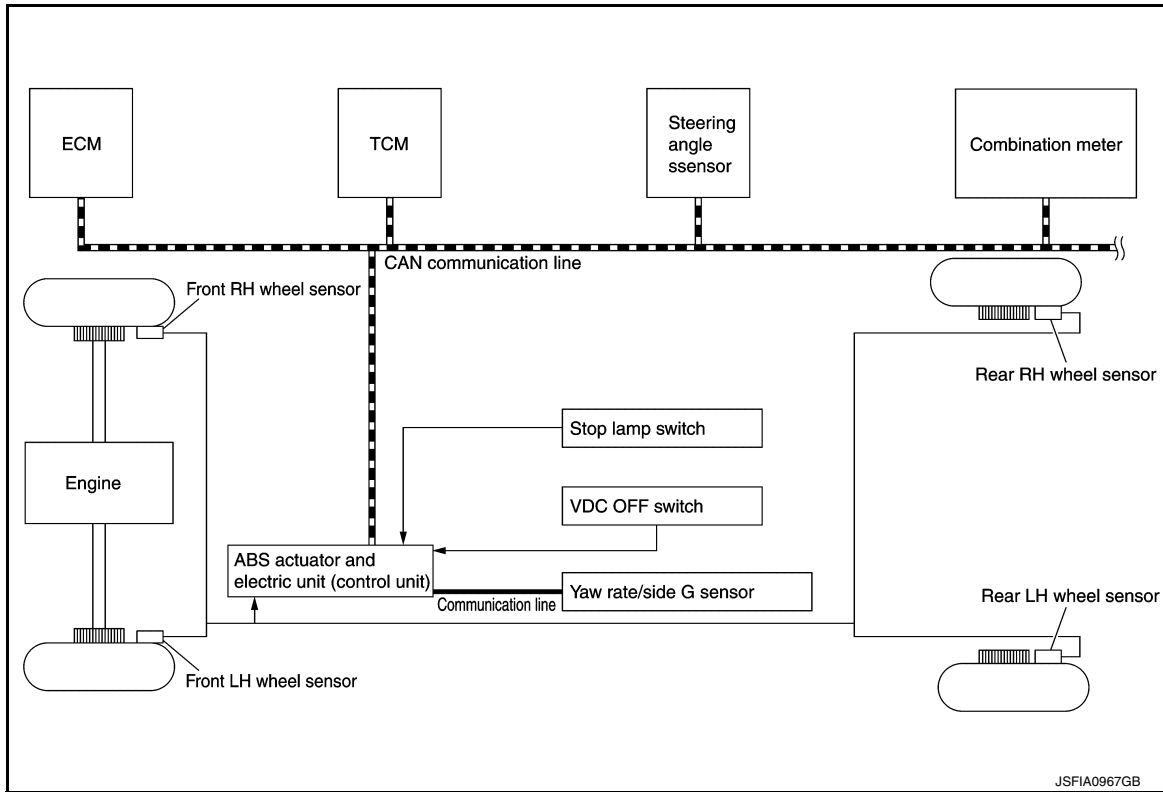 ECM
TCM
Steering
angle
ssensor
Combination meter
CAN communication line
Front RH wheel sensor
Rear RH wheel sensor
Stop lamp switch
Engine
VDC OFF switch
ABS actuator and
electric unit (control unit)
Communication line
Yaw rate/side G sensor
Rear LH wheel sensor
Front LH wheel sensor
JSFIA0967GB